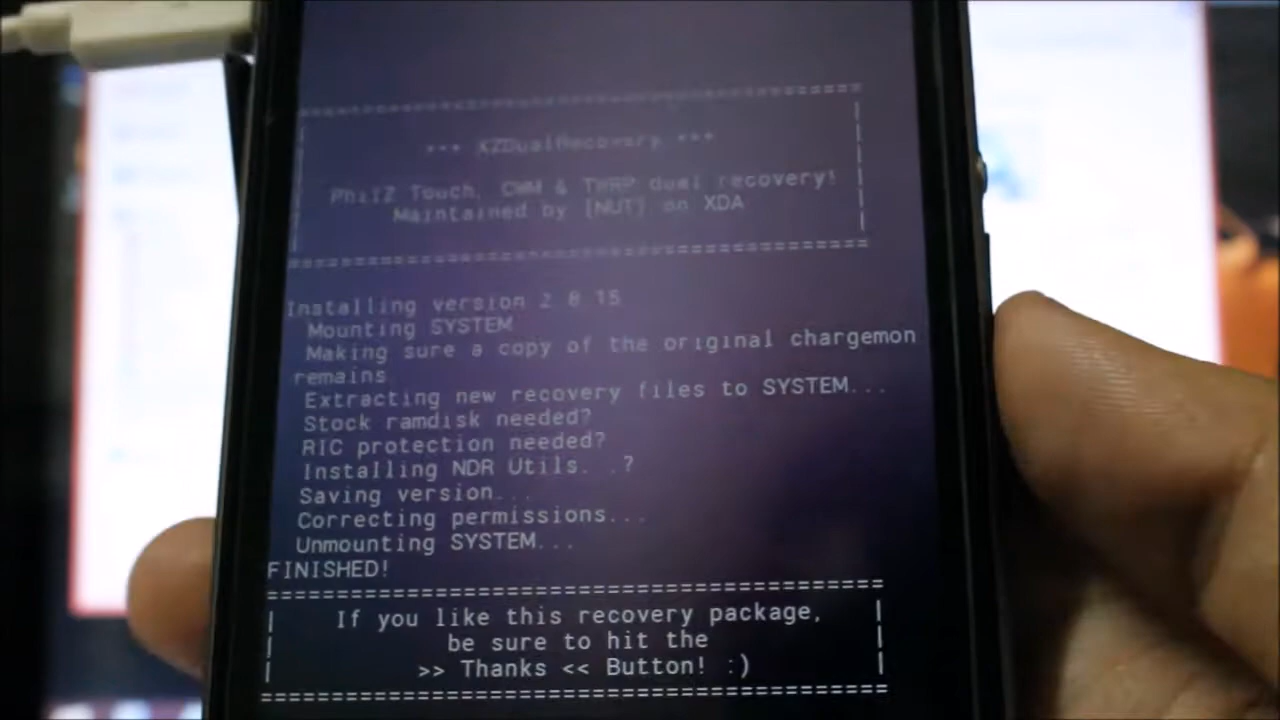 =============================================
| *** XZDualRecovery *** |
| PhilZ Touch, CWM & TWRP dual recovery! |
| Maintained by [NUT] on XDA |
=============================================
Installing version 2.8.15
Mounting SYSTEM
Making sure a copy of the original chargemon
remains
Extracting new recovery files to SYSTEM...
Stock ramdisk needed?
RIC protection needed?
Installing NDR Utils...?
Saving version...
Correcting permissions...
Unmounting SYSTEM...
FINISHED!
=============================================
| If you like this recovery package, |
| be sure to hit the |
| >> Thanks << Button! :) |
=============================================